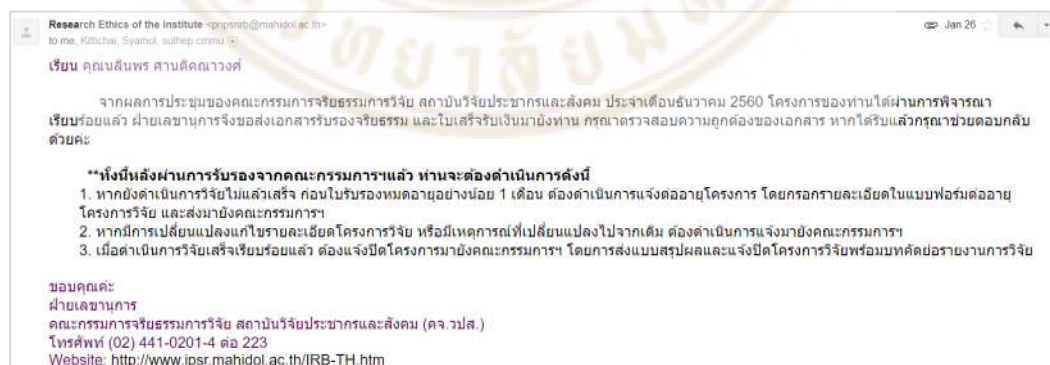 Research Ethics of the Institute <prpsnirb@mahidol.ac.th>
Jan 26
to me, Kittichai, Syamol, suthep.cmmu
เรียน คุณนลินพร ศานติคณาวงศ์
จากผลการประชุมของคณะกรรมการจริยธรรมการวิจัย สถาบันวิจัยประชากรและสังคม ประจำเดือนธันวาคม 2560 โครงการของท่านได้ผ่านการพิจารณา
เรียบร้อยแล้ว ฝ่ายเลขานุการจึงขอส่งเอกสารรับรองจริยธรรม และใบเสร็จรับเงินมายังท่าน กรุณาตรวจสอบความถูกต้องของเอกสาร หากได้รับแล้วกรุณาช่วยตอบกลับ
ด้วยค่ะ
**ทั้งนี้หลังผ่านการรับรองจากคณะกรรมการฯแล้ว ท่านจะต้องดำเนินการดังนี้
1. หากยังดำเนินการวิจัยไม่แล้วเสร็จ ก่อนใบรับรองหมดอายุอย่างน้อย 1 เดือน ต้องดำเนินการแจ้งต่ออายุโครงการ โดยกรอกรายละเอียดในแบบฟอร์มต่ออายุ
โครงการวิจัย และส่งมายังคณะกรรมการฯ
2. หากมีการเปลี่ยนแปลงแก้ไขรายละเอียดโครงการวิจัย หรือมีเหตุการณ์ที่เปลี่ยนแปลงไปจากเดิม ต้องดำเนินการแจ้งมายังคณะกรรมการฯ
3. เมื่อดำเนินการวิจัยเสร็จเรียบร้อยแล้ว ต้องแจ้งปิดโครงการมายังคณะกรรมการฯ โดยการส่งแบบสรุปผลและแจ้งปิดโครงการวิจัยพร้อมบทคัดย่อรายงานการวิจัย
ขอบคุณค่ะ
ฝ่ายเลขานุการ
คณะกรรมการจริยธรรมการวิจัย สถาบันวิจัยประชากรและสังคม (คจ.วปส.)
โทรศัพท์ (02) 441-0201-4 ต่อ 223
Website: http://www.ipsr.mahidol.ac.th/IRB-TH.htm